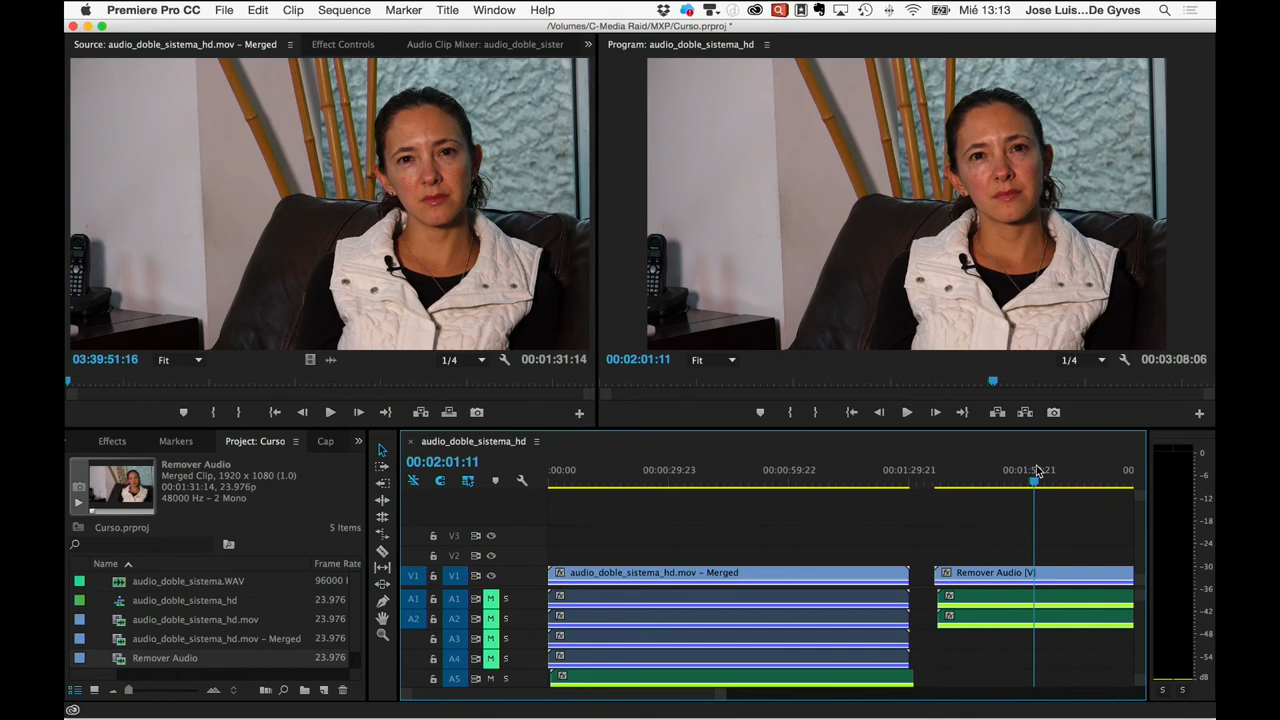 Premiere Pro CC File Edit Clip Sequence Marker Title Window Help Mié 13:13 Jose Luis...De Gyves
/Volumes/C-Media Raid/MXP/Curso.prproj *
Source: audio_doble_sistema_hd.mov – Merged Effect Controls Audio Clip Mixer: audio_doble_sister Program: audio_doble_sistema_hd
03:39:51:16 Fit 1/4 00:01:31:14 00:02:01:11 Fit 1/4 00:03:08:06
Effects Markers Project: Curso Cap audio_doble_sistema_hd
Remover Audio
Merged Clip, 1920 x 1080 (1.0)
00:01:31:14, 23.976p
48000 Hz - 2 Mono
Curso.prproj 5 Items
Name Frame Rate
audio_doble_sistema.WAV 96000
audio_doble_sistema_hd 23.976
audio_doble_sistema_hd.mov 23.976
audio_doble_sistema_hd.mov – Merged 23.976
Remover Audio 23.976
00:02:01:11
:00:00 00:00:29:23 00:00:59:22 00:01:29:21 00
V3
V2
V1 V1 audio_doble_sistema_hd.mov – Merged Remover Audio [V]
A1 A1 M S
A2 A2 M S
A3 M S
A4 M S
A5 M S
0
-6
-12
-18
-24
-30
-36
-42
-48
-54
dB
S S